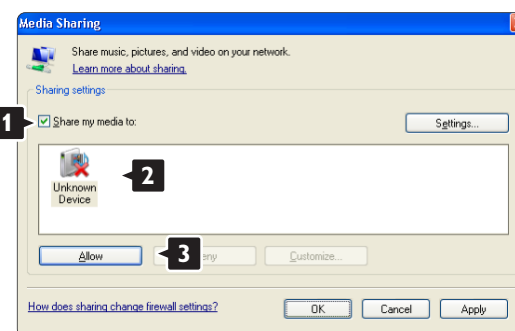 Media Sharing
Share music, pictures, and video on your network.
Learn more about sharing.
Sharing settings
1
Share my media to:
Settings...
2
Unknown
Device
Allow
3
Customize...
How does sharing change firewall settings?
OK
Cancel
Apply